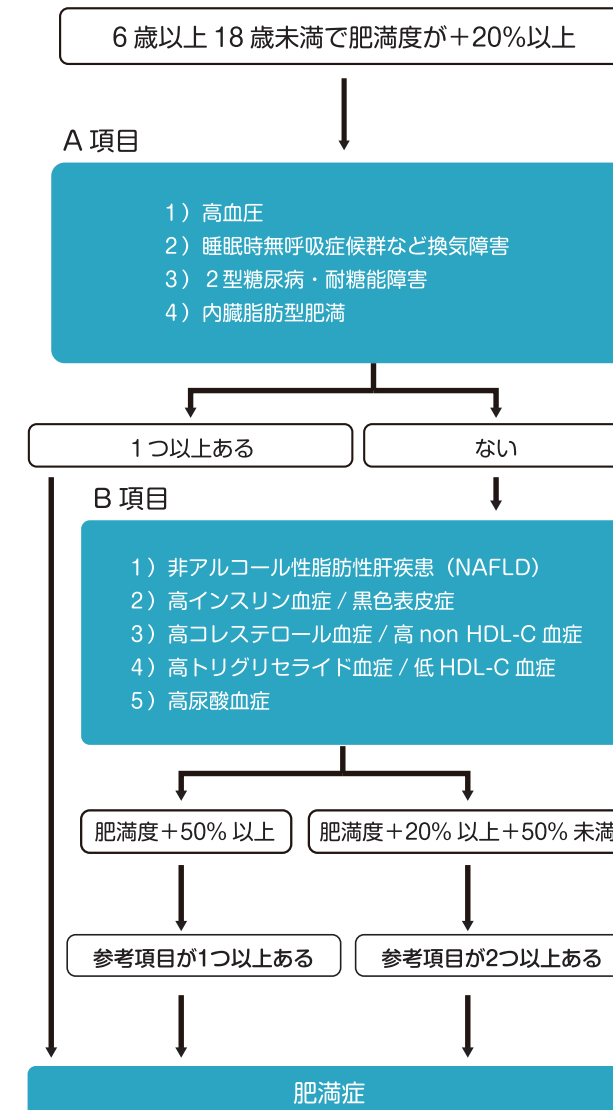 6歳以上18歳未満で肥満度が＋20%以上
A 項目
1）高血圧
2）睡眠時無呼吸症候群など換気障害
3）2型糖尿病・耐糖能障害
4）内臓脂肪型肥満
1つ以上ある
ない
B 項目
1）非アルコール性脂肪性肝疾患（NAFLD）
2）高インスリン血症 / 黒色表皮症
3）高コレステロール血症 / 高 non HDL-C 血症
4）高トリグリセライド血症 / 低 HDL-C 血症
5）高尿酸血症
肥満度＋50% 以上
肥満度＋20% 以上＋50% 未満
参考項目が1つ以上ある
参考項目が2つ以上ある
肥満症